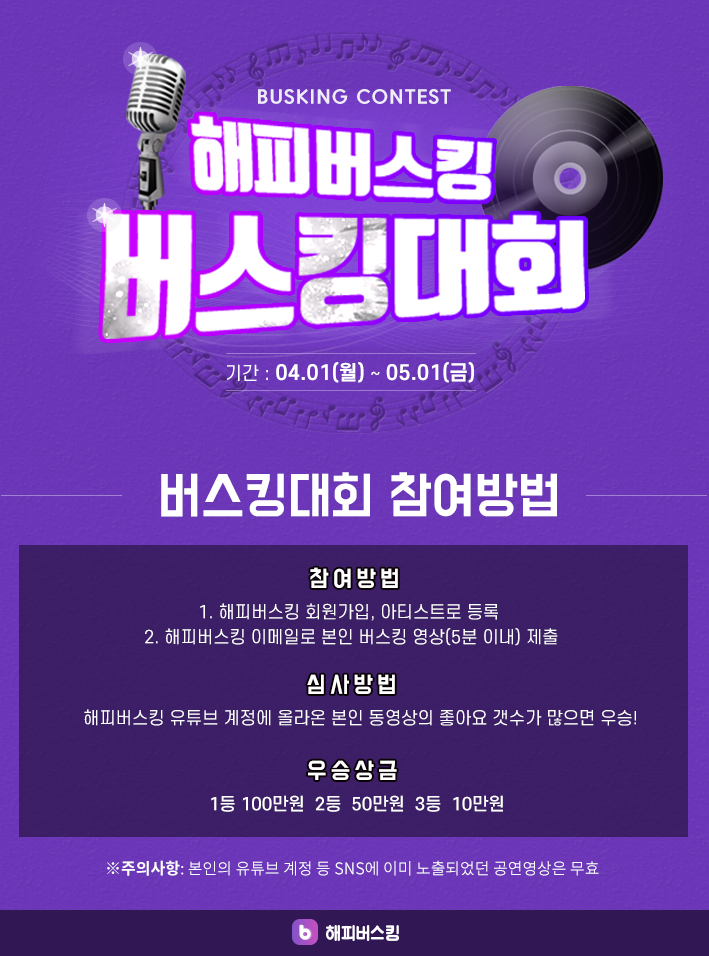 BUSKING CONTEST
해피버스킹
버스킹대회
기간 : 04.01(월) ~ 05.01(금)
버스킹대회 참여방법
참여방법
1. 해피버스킹 회원가입, 아티스트로 등록
2. 해피버스킹 이메일로 본인 버스킹 영상(5분 이내) 제출
심사방법
해피버스킹 유튜브 계정에 올라온 본인 동영상의 좋아요 갯수가 많으면 우승!
우승상금
1등 100만원 2등 50만원 3등 10만원
※주의사항: 본인의 유튜브 계정 등 SNS에 이미 노출되었던 공연영상은 무효
b 해피버스킹